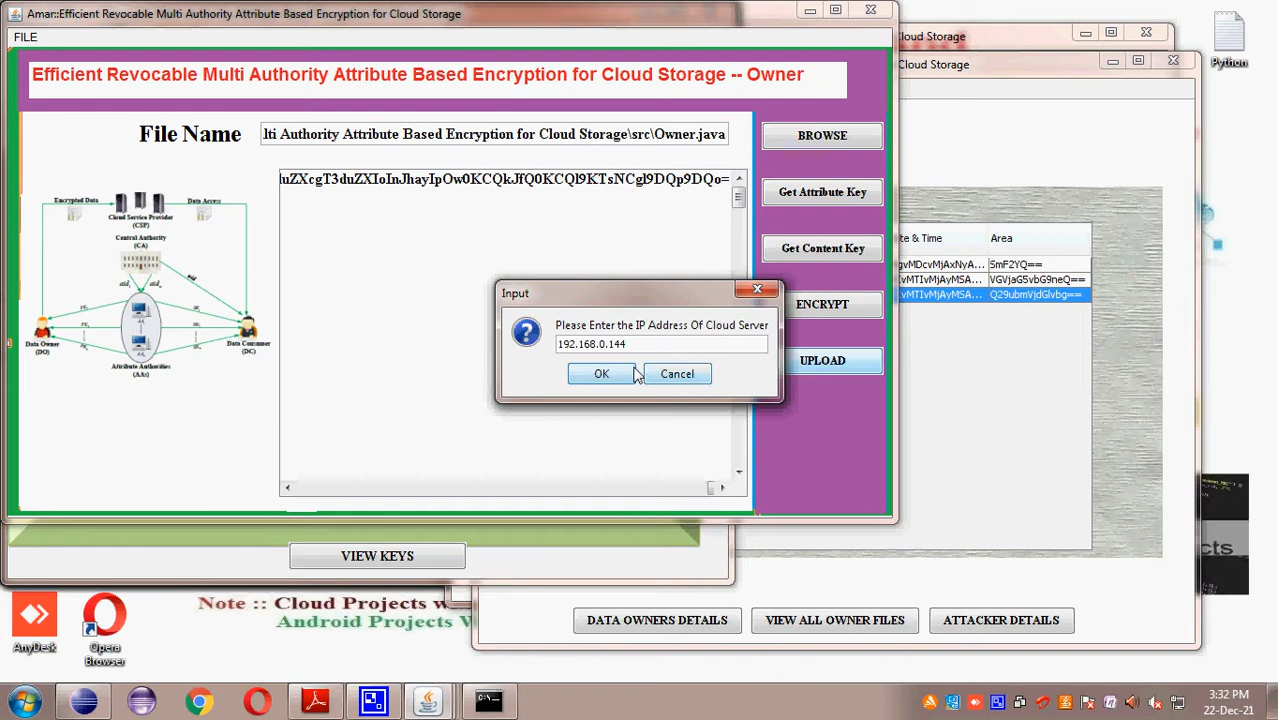 Amar::Efficient Revocable Multi Authority Attribute Based Encryption for Cloud Storage
FILE
Efficient Revocable Multi Authority Attribute Based Encryption for Cloud Storage -- Owner
File Name
lti Authority Attribute Based Encryption for Cloud Storage\src\Owner.java
BROWSE
Get Attribute Key
Get Content Key
ENCRYPT
UPLOAD
Encrypted Data
Data Access
Cloud Service Provider
(CSP)
Central Authority
(CA)
Data Owner
(DO)
Data Consumer
(DC)
Attribute Authorities
(AAs)
Input
Please Enter the IP Address Of Cloud Server
192.168.0.144
OK
Cancel
Cloud Storage
Cloud Storage
te & Time
Area
SmF2YQ==
YGVjaG5vbG9neQ==
Q29ubmVjdGlvbg==
VIEW KEYS
DATA OWNERS DETAILS
VIEW ALL OWNER FILES
ATTACKER DETAILS
Note :: Cloud Projects w
Android Projects W
Python
AnyDesk
Opera
Browser
cts
3:32 PM
22-Dec-21